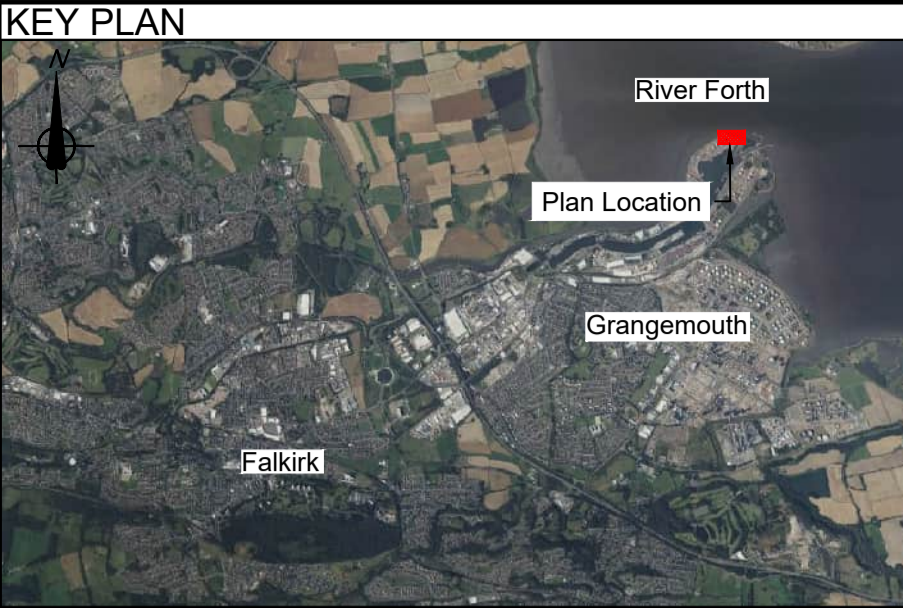 KEY PLAN
N
River Forth
Plan Location
Grangemouth
Falkirk